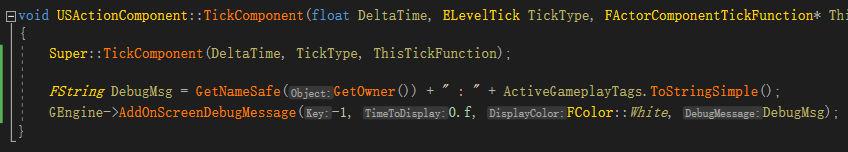 void USActionComponent::TickComponent(float DeltaTime, ELevelTick TickType, FActorComponentTickFunction* Thi
{
Super::TickComponent(DeltaTime, TickType, ThisTickFunction);
FString DebugMsg = GetNameSafe(Object:GetOwner()) + " : " + ActiveGameplayTags.ToStringSimple();
GEngine->AddOnScreenDebugMessage(Key:-1, TimeToDisplay:0.f, DisplayColor:FColor::White, DebugMessage:DebugMsg);
}